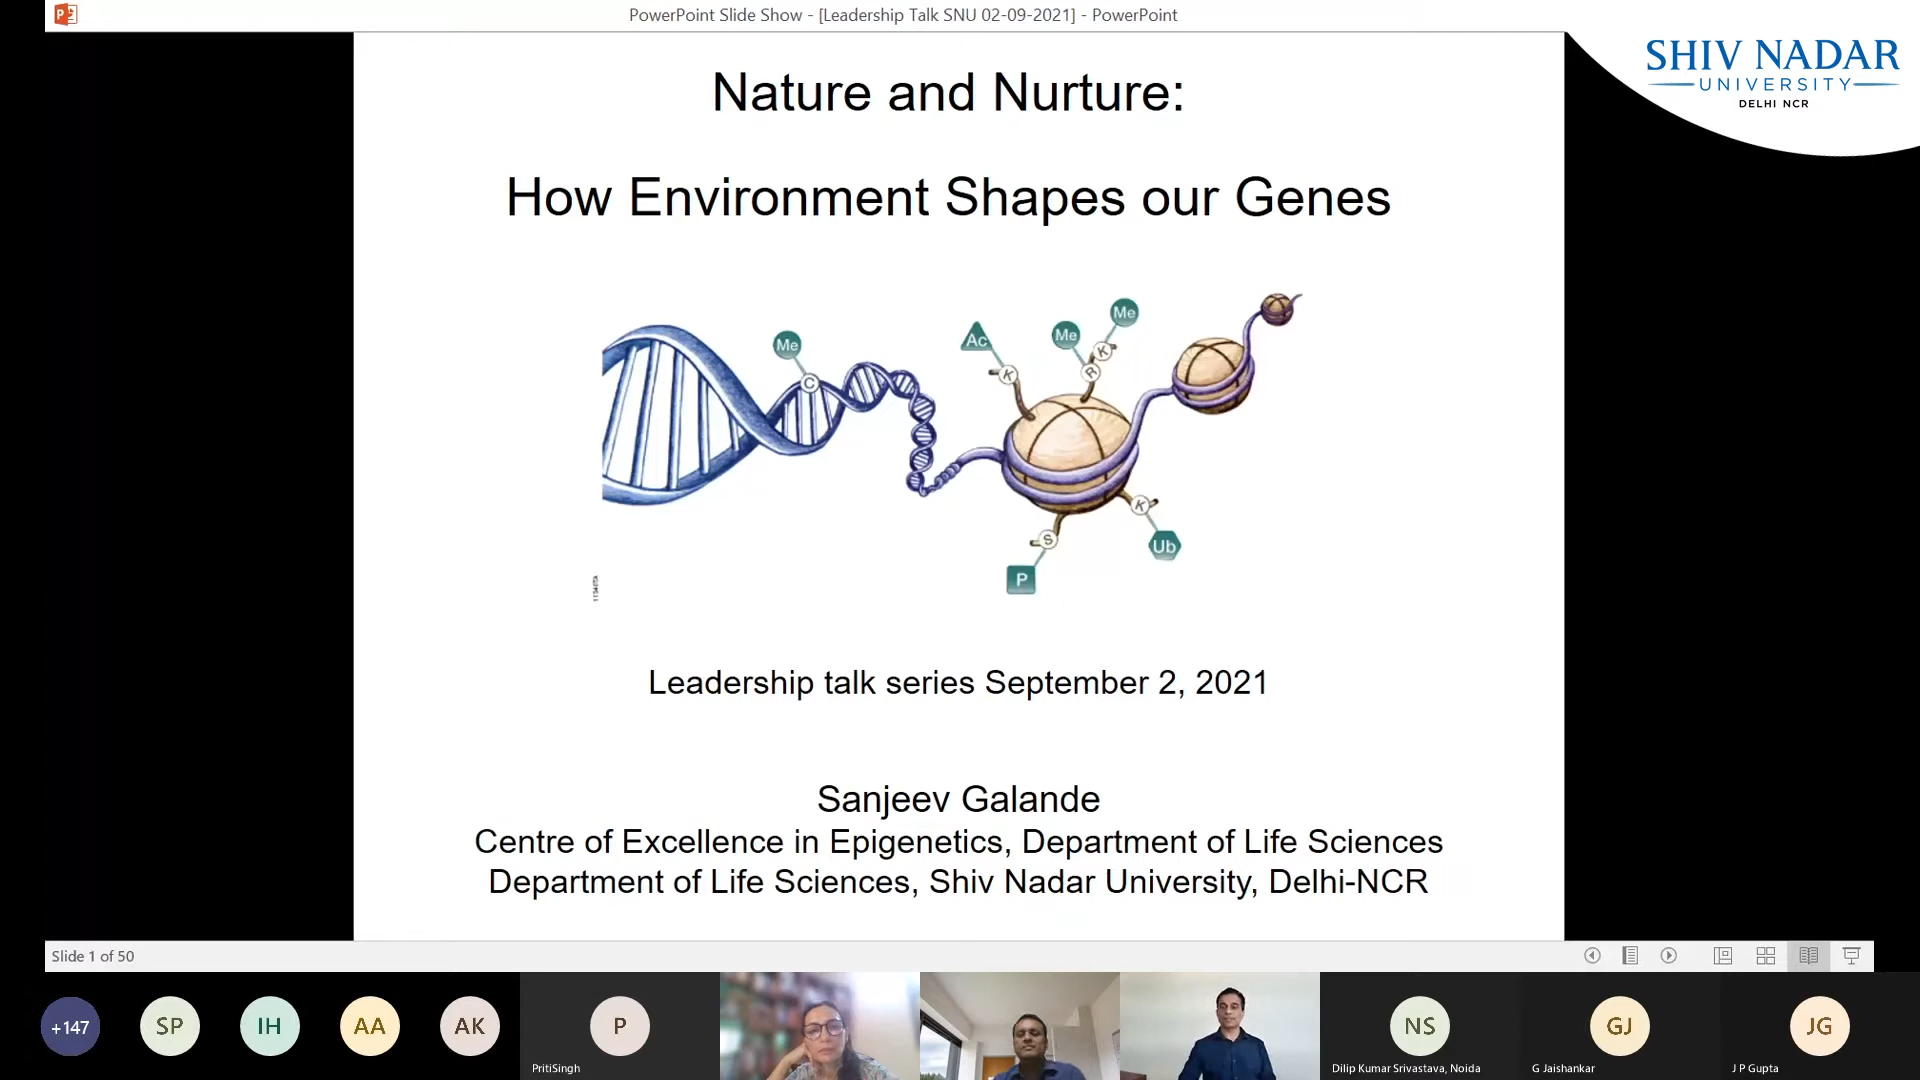 PowerPoint Slide Show - [Leadership Talk SNU 02-09-2021] - PowerPoint
SHIV NADAR
UNIVERSITY
DELHI NCR
Nature and Nurture:
How Environment Shapes our Genes
Me
C
Ac
K
Me
R
Me
K
K
Ub
S
P
Leadership talk series September 2, 2021
Sanjeev Galande
Centre of Excellence in Epigenetics, Department of Life Sciences
Department of Life Sciences, Shiv Nadar University, Delhi-NCR
Slide 1 of 50
+147
SP
IH
AA
AK
P
PritiSingh
NS
Dilip Kumar Srivastava, Noida
GJ
G Jaishankar
JG
J P Gupta